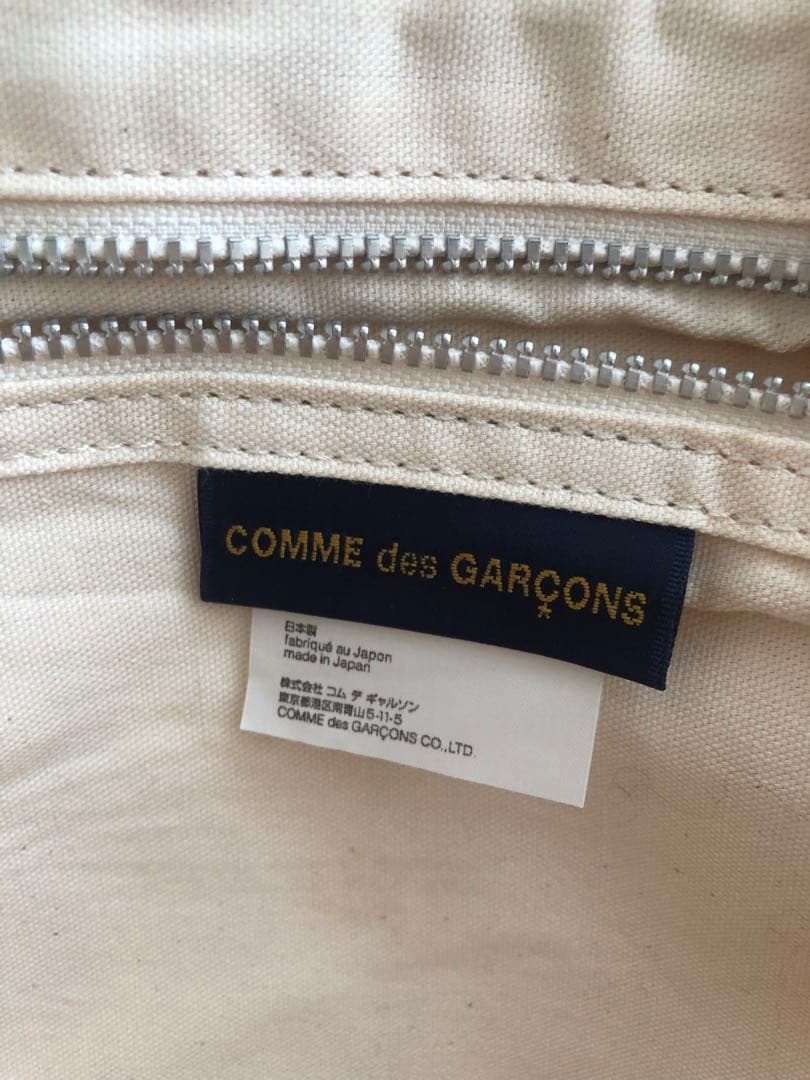 COMME des GARÇONS
*
日本製
fabriqué au Japon
made in Japan
株式会社 コム デ ギャルソン
東京都港区南青山5-11-5
COMME des GARÇONS CO.,LTD.